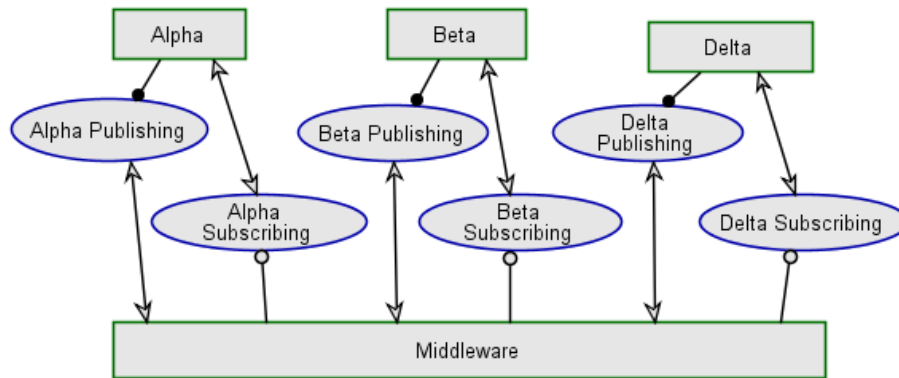 Alpha
Beta
Delta
Alpha Publishing
Beta Publishing
Delta
Publishing
Alpha
Subscribing
Beta
Subscribing
Delta Subscribing
Middleware